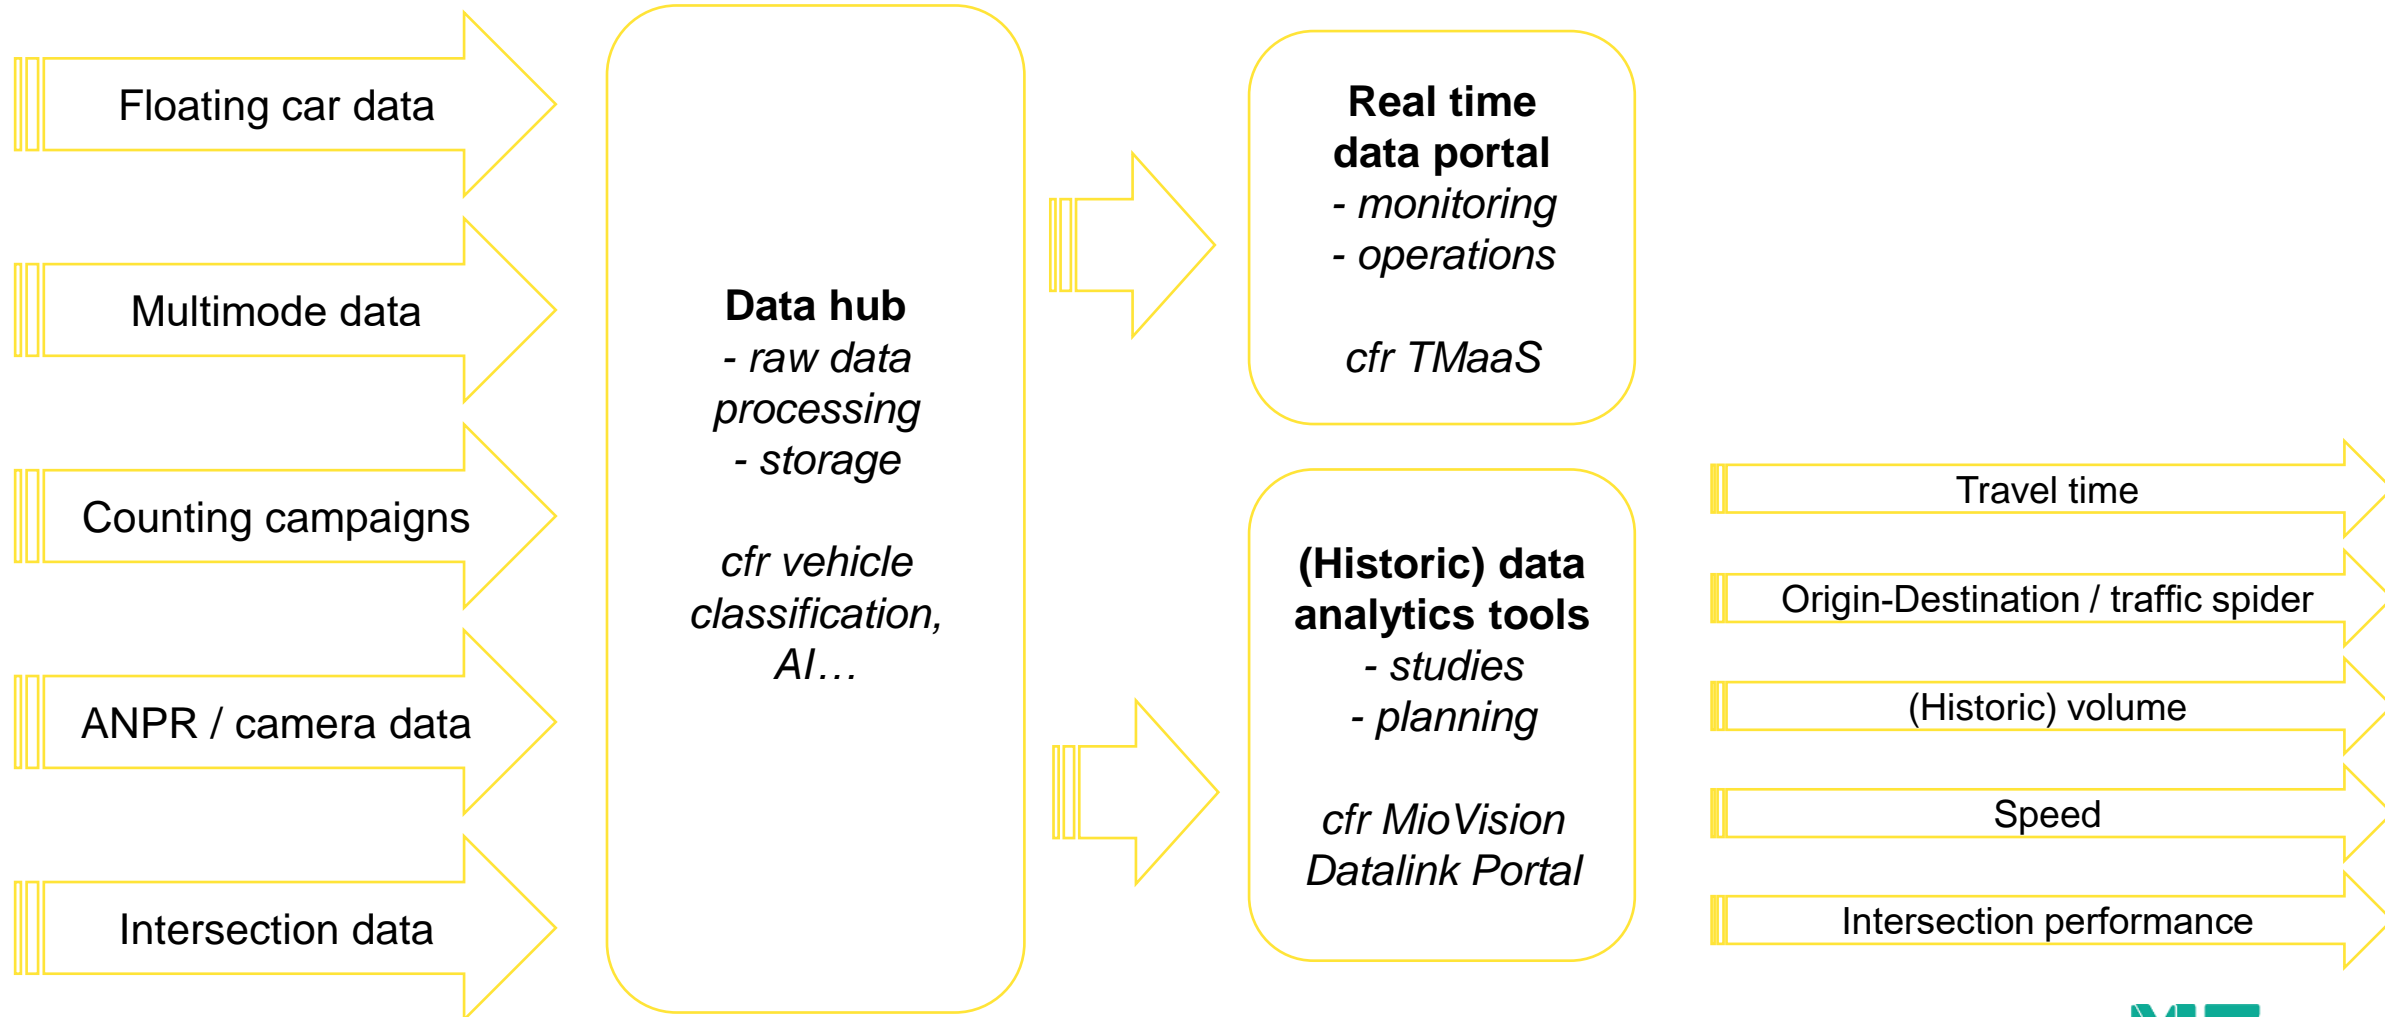 Floating car data
Multimode data
Counting campaigns
ANPR / camera data
Intersection data
Data hub
- raw data
processing
- storage
cfr vehicle
classification,
AI…
Real time
data portal
- monitoring
- operations
cfr TMaaS
(Historic) data
analytics tools
- studies
- planning
cfr MioVision
Datalink Portal
Travel time
Origin-Destination / traffic spider
(Historic) volume
Speed
Intersection performance